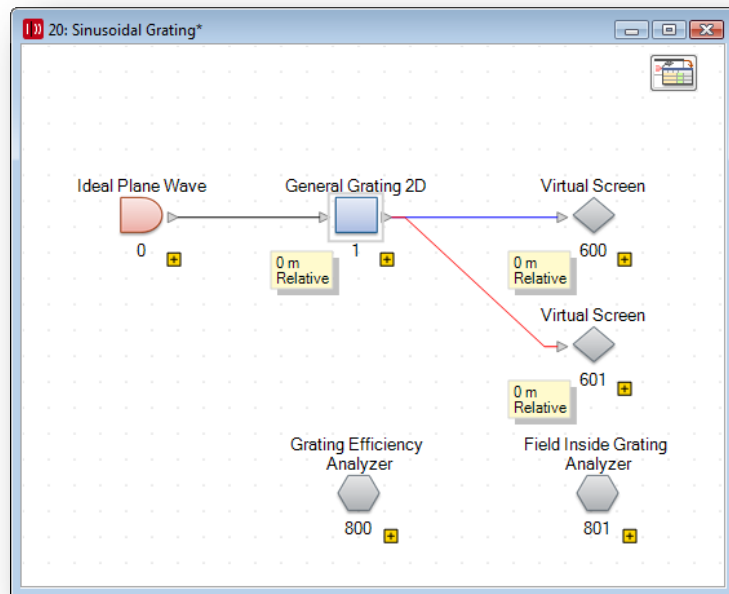 20: Sinusoidal Grating*
Ideal Plane Wave
General Grating 2D
Virtual Screen
0
1
600
0 m
Relative
0 m
Relative
Virtual Screen
601
0 m
Relative
Grating Efficiency
Analyzer
Field Inside Grating
Analyzer
800
801